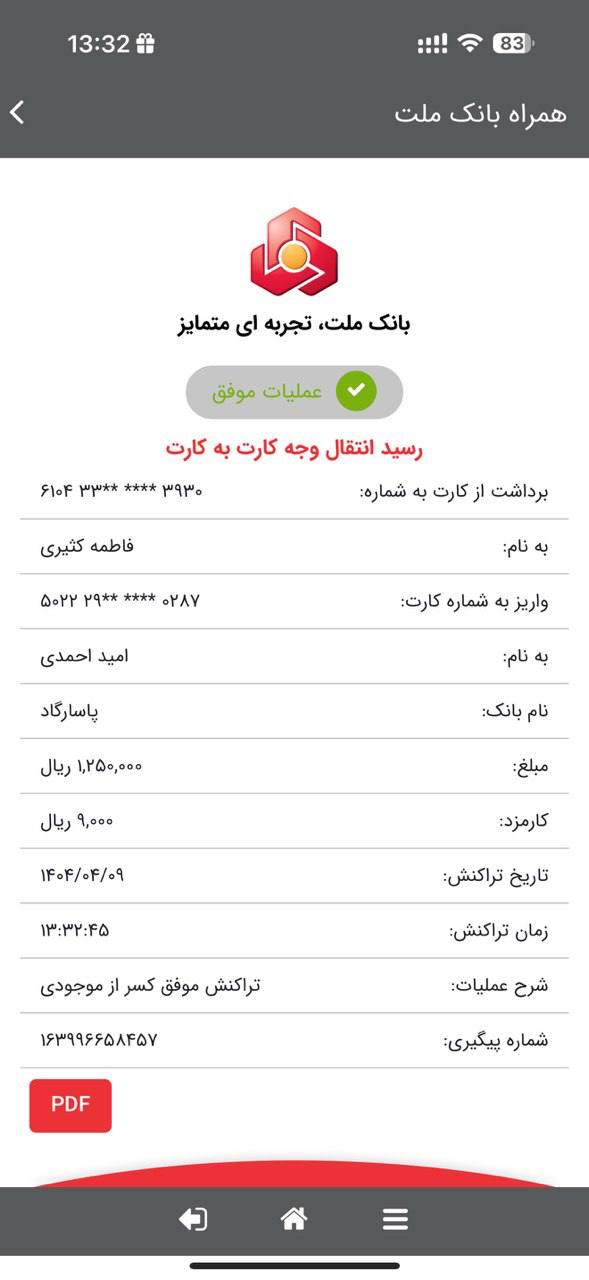 13:32
83
همراه بانک ملت
بانک ملت، تجربه ای متمایز
عملیات موفق
رسید انتقال وجه کارت به کارت
برداشت از کارت به شماره: ۶۱۰۴ ۳۳** **** ۳۹۳۰
به نام: فاطمه کثیری
واریز به شماره کارت: ۵۰۲۲ ۲۹** **** ۰۲۸۷
به نام: امید احمدی
نام بانک: پاسارگاد
مبلغ: ۱,۲۵۰,۰۰۰ ریال
کارمزد: ۹,۰۰۰ ریال
تاریخ تراکنش: ۱۴۰۴/۰۴/۰۹
زمان تراکنش: ۱۳:۳۲:۴۵
شرح عملیات: تراکنش موفق کسر از موجودی
شماره پیگیری: ۱۶۳۹۹۶۶۵۸۴۵۷
PDF